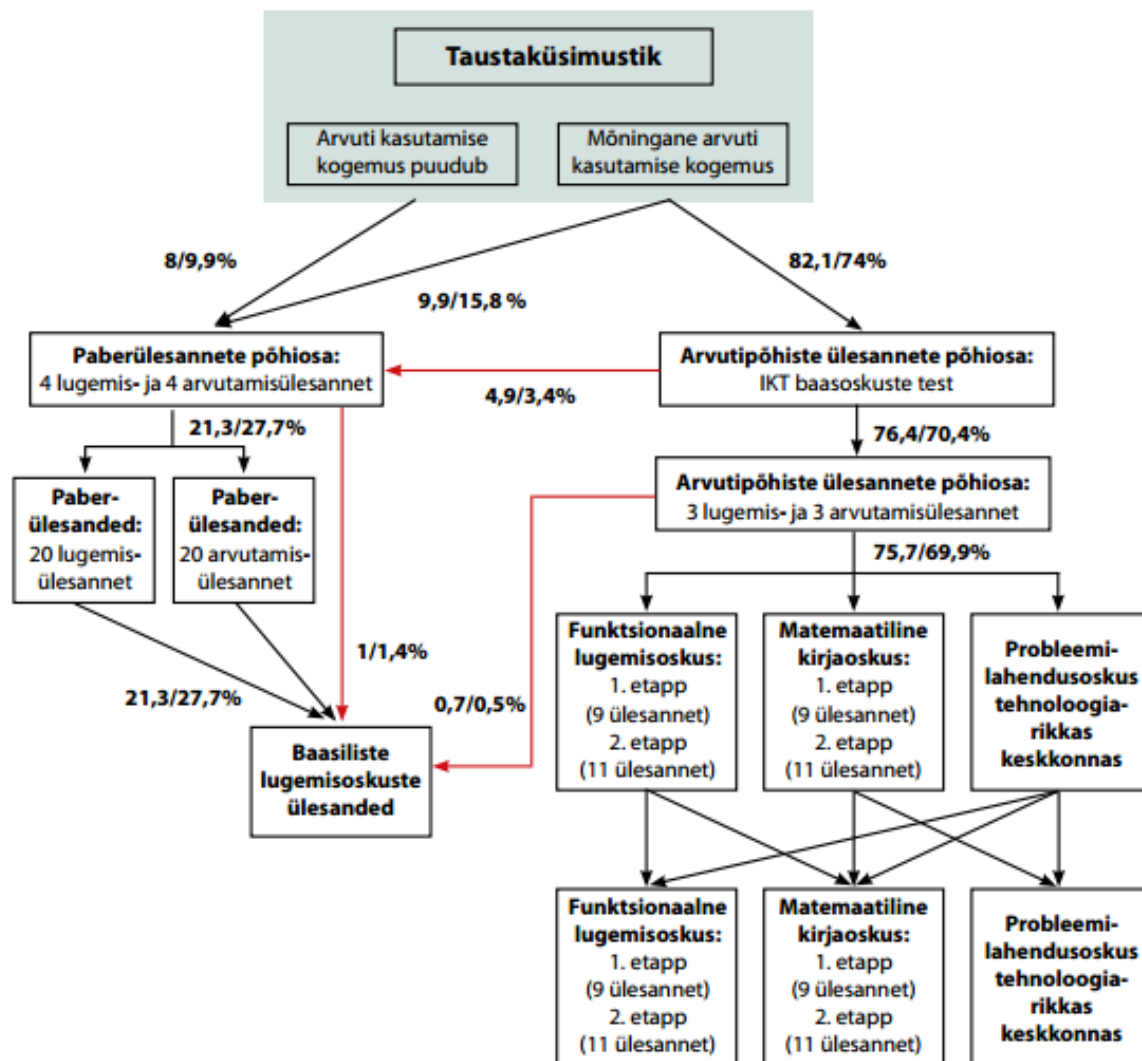 Taustaküsimustik
Arvuti kasutamise
kogemus puudub
Mõningane arvuti
kasutamise kogemus
8/9,9%
9,9/15,8 %
82,1/74%
Paberülesannete põhiosa:
4 lugemis- ja 4 arvutamisülesannet
Arvutipõhiste ülesannete põhiosa:
IKT baasoskuste test
4,9/3,4%
21,3/27,7%
76,4/70,4%
Paber-
ülesanded:
20 lugemis-
ülesannet
Paber-
ülesanded:
20 arvutamis-
ülesannet
Arvutipõhiste ülesannete põhiosa:
3 lugemis- ja 3 arvutamisülesannet
75,7/69,9%
1/1,4%
21,3/27,7%
0,7/0,5%
Baasiliste
lugemisoskuste
ülesanded
Funktsionaalne
lugemisoskus:
1. etapp
(9 ülesannet)
2. etapp
(11 ülesannet)
Matemaatiline
kirjaoskus:
1. etapp
(9 ülesannet)
2. etapp
(11 ülesannet)
Probleemi-
lahendusoskus
tehnoloogia-
rikkas
keskkonnas
Funktsionaalne
lugemisoskus:
1. etapp
(9 ülesannet)
2. etapp
(11 ülesannet)
Matemaatiline
kirjaoskus:
1. etapp
(9 ülesannet)
2. etapp
(11 ülesannet)
Probleemi-
lahendusoskus
tehnoloogia-
rikkas
keskkonnas